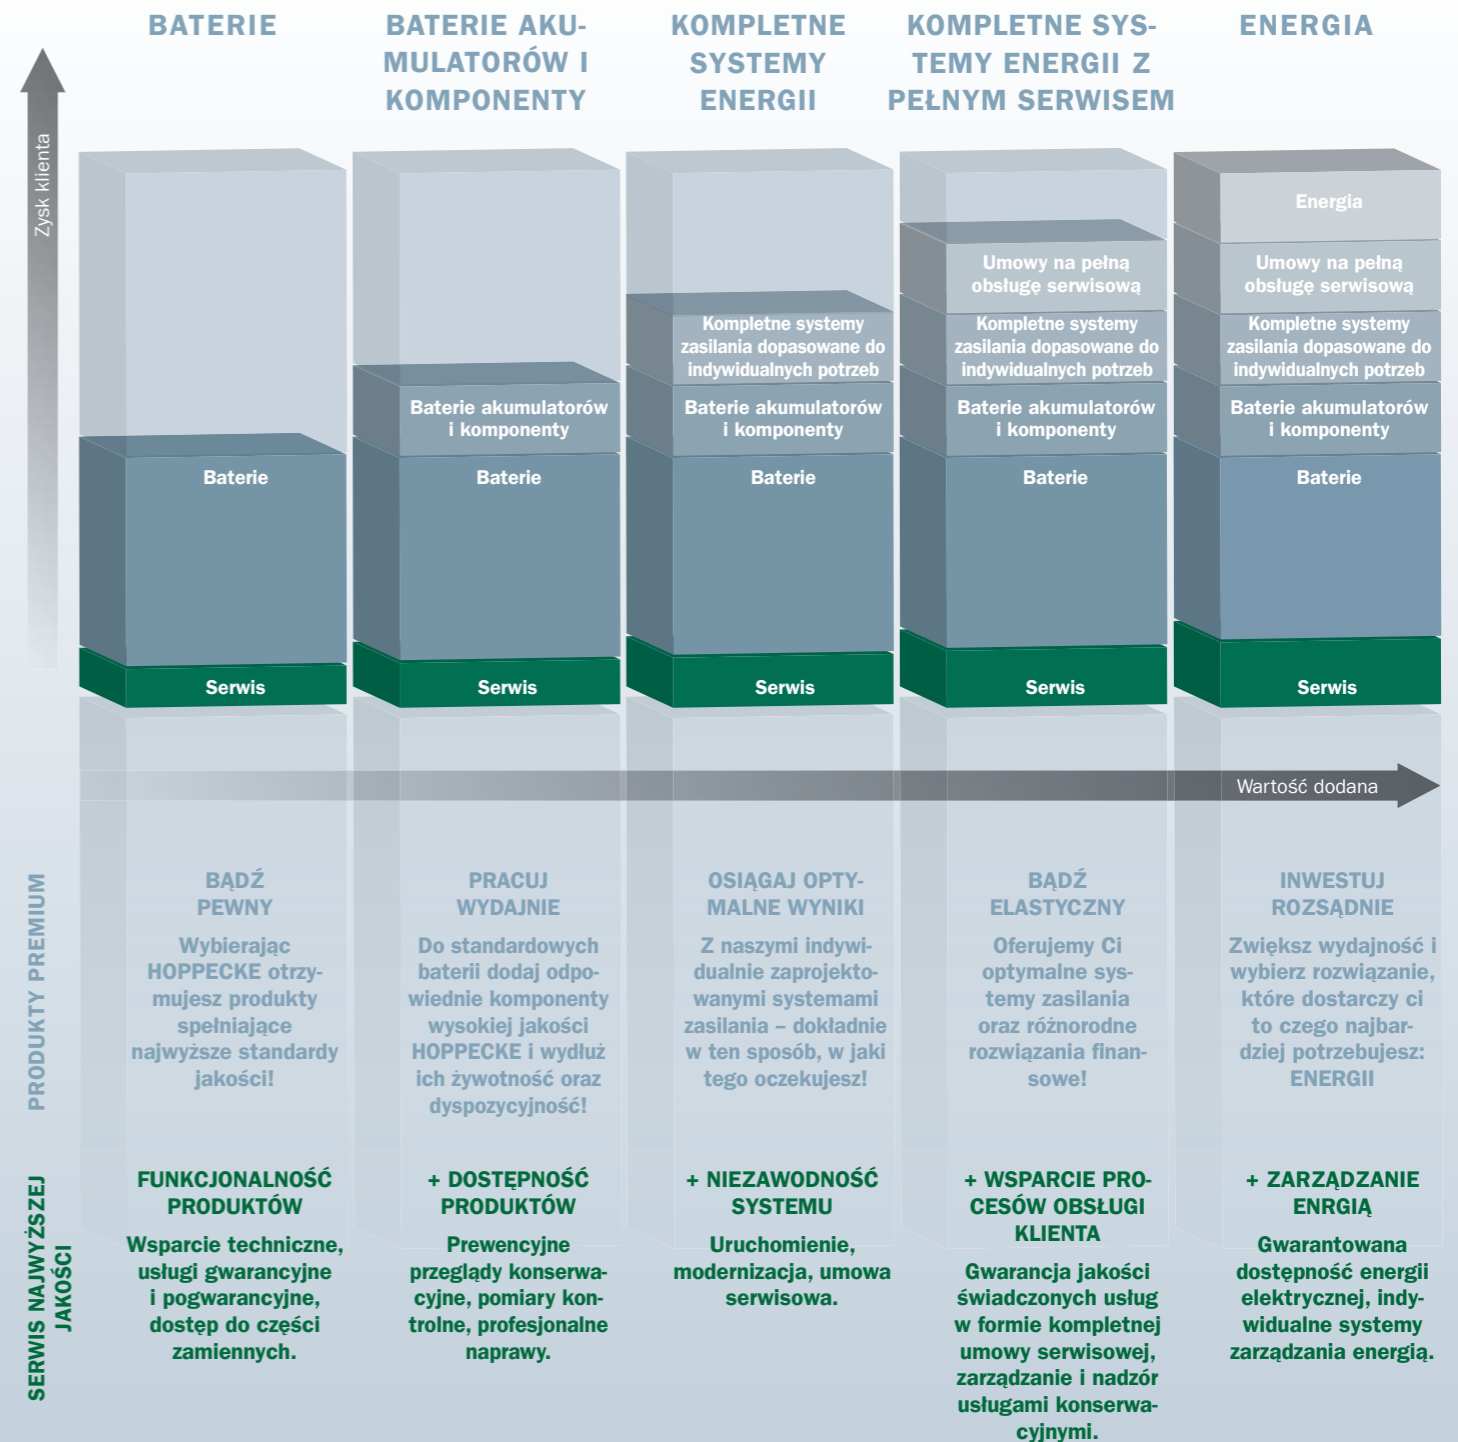 BATERIE
BATERIE AKU-
MULATORÓW I
KOMPONENTY
KOMPLETNE
SYSTEMY
ENERGII
KOMPLETNE SYS-
TEMY ENERGII Z
PEŁNYM SERWISEM
ENERGIA
Zysk klienta
Baterie
Serwis
Baterie akumulatorów
i komponenty
Baterie
Serwis
Kompletne systemy
zasilania dopasowane do
indywidualnych potrzeb
Baterie akumulatorów
i komponenty
Baterie
Serwis
Umowy na pełną
obsługę serwisową
Kompletne systemy
zasilania dopasowane do
indywidualnych potrzeb
Baterie akumulatorów
i komponenty
Baterie
Serwis
Energia
Umowy na pełną
obsługę serwisową
Kompletne systemy
zasilania dopasowane do
indywidualnych potrzeb
Baterie akumulatorów
i komponenty
Baterie
Serwis
Wartość dodana
PRODUKTY PREMIUM
BĄDŹ
PEWNY
Wybierając
HOPPECKE otrzy-
mujesz produkty
spełniające
najwyższe standardy
jakości!
PRACUJ
WYDAJNIE
Do standardowych
baterii dodaj odpo-
wiednie komponenty
wysokiej jakości
HOPPECKE i wydłuż
ich żywotność oraz
dyspozycyjność!
OSIĄGAJ OPTY-
MALNE WYNIKI
Z naszymi indywi-
dualnie zaprojekto-
wanymi systemami
zasilania – dokładnie
w ten sposób, w jaki
tego oczekujesz!
BĄDŹ
ELASTYCZNY
Oferujemy Ci
optymalne sys-
temy zasilania
oraz różnorodne
rozwiązania finan-
sowe!
INWESTUJ
ROZSĄDNIE
Zwiększ wydajność i
wybierz rozwiązanie,
które dostarczy ci
to czego najbar-
dziej potrzebujesz:
ENERGII
SERWIS NAJWYŻSZEJ
JAKOŚCI
FUNKCJONALNOŚĆ
PRODUKTÓW
Wsparcie techniczne,
usługi gwarancyjne
i pogwarancyjne,
dostęp do części
zamiennych.
+ DOSTĘPNOŚĆ
PRODUKTÓW
Prewencyjne
przeglądy konserwa-
cyjne, pomiary kon-
trolne, profesjonalne
naprawy.
+ NIEZAWODNOŚĆ
SYSTEMU
Uruchomienie,
modernizacja, umowa
serwisowa.
+ WSPARCIE PRO-
CESÓW OBSŁUGI
KLIENTA
Gwarancja jakości
świadczonych usług
w formie kompletnej
umowy serwisowej,
zarządzanie i nadzór
usługami konserwa-
cyjnymi.
+ ZARZĄDZANIE
ENRGIĄ
Gwarantowana
dostępność energii
elektrycznej, indy-
widualne systemy
zarządzania energią.